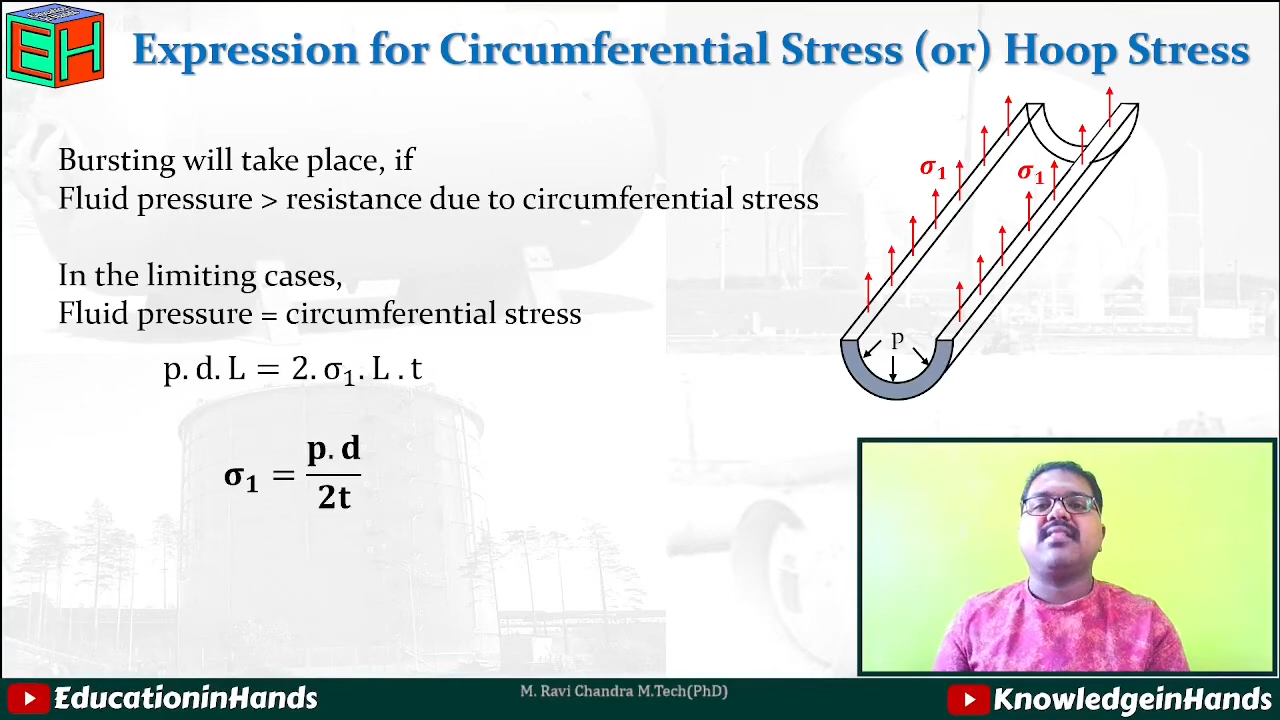 EH
Expression for Circumferential Stress (or) Hoop Stress
Bursting will take place, if
Fluid pressure > resistance due to circumferential stress
In the limiting cases,
Fluid pressure = circumferential stress
p. d. L = 2. σ₁. L . t
σ₁ = p. d / 2t
σ₁
σ₁
p
EducationinHands
M. Ravi Chandra M.Tech(PhD)
KnowledgeinHands